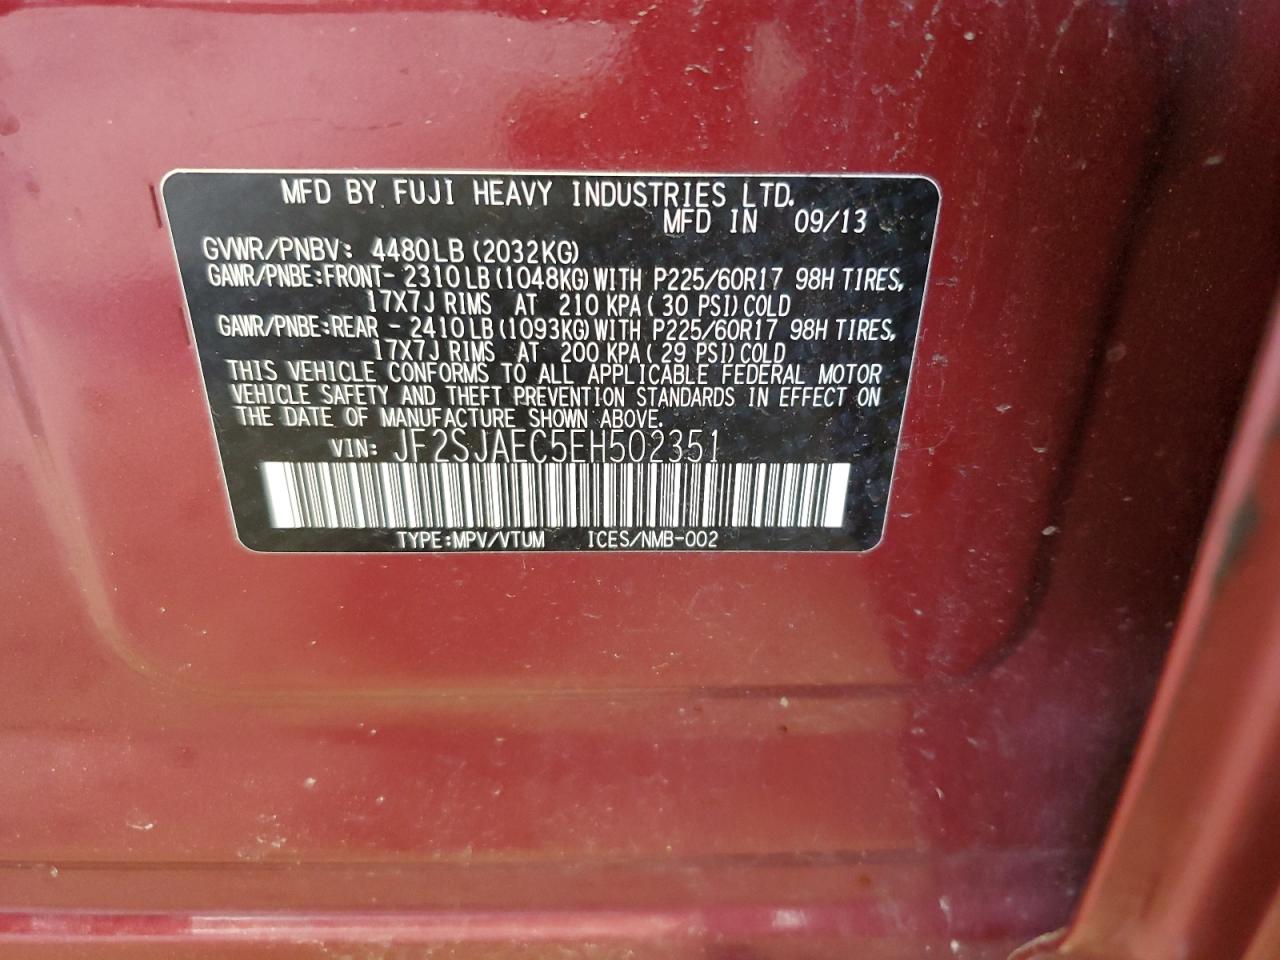 MFD BY FUJI HEAVY INDUSTRIES LTD.
MFD IN 09/13
GVWR/PNBV: 4480LB (2032KG)
GAWR/PNBE:FRONT- 2310LB (1048KG) WITH P225/60R17 98H TIRES,
17X7J RIMS AT 210 KPA ( 30 PSI) COLD
GAWR/PNBE:REAR - 2410LB (1093KG) WITH P225/60R17 98H TIRES,
17X7J RIMS AT 200 KPA ( 29 PSI) COLD
THIS VEHICLE CONFORMS TO ALL APPLICABLE FEDERAL MOTOR
VEHICLE SAFETY AND THEFT PREVENTION STANDARDS IN EFFECT ON
THE DATE OF MANUFACTURE SHOWN ABOVE.
VIN: JF2SJAEC5EH502351
TYPE:MPV/VTUM ICES/NMB-002